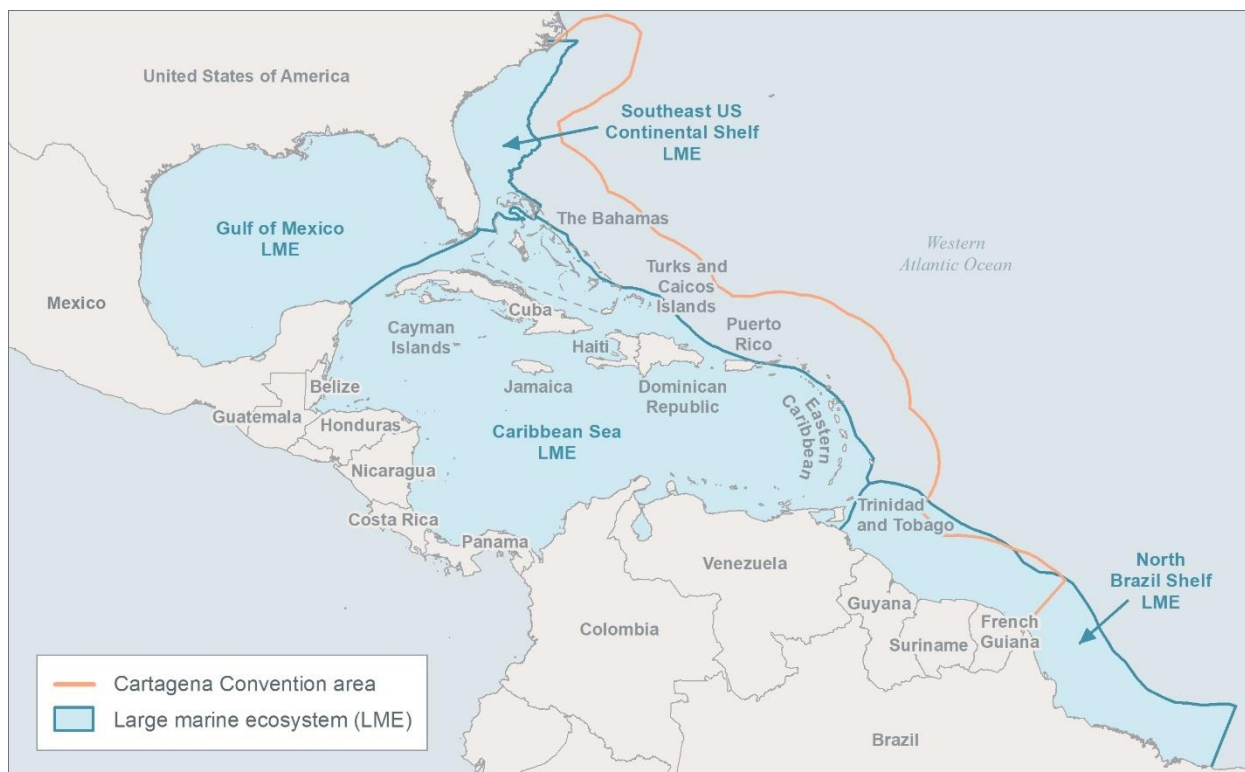 United States of America
Southeast US
Continental Shelf
LME
Gulf of Mexico
LME
The Bahamas
Western
Atlantic Ocean
Mexico
Turks and
Caicos
Islands
Cuba
Cayman
Islands
Haiti
Puerto
Rico
Jamaica
Dominican
Republic
Belize
Guatemala
Honduras
Caribbean Sea
LME
Eastern
Caribbean
Nicaragua
Costa Rica
Panama
Trinidad
and Tobago
Venezuela
North
Brazil Shelf
LME
Guyana
Colombia
Suriname
French
Guiana
Brazil
Cartagena Convention area
Large marine ecosystem (LME)